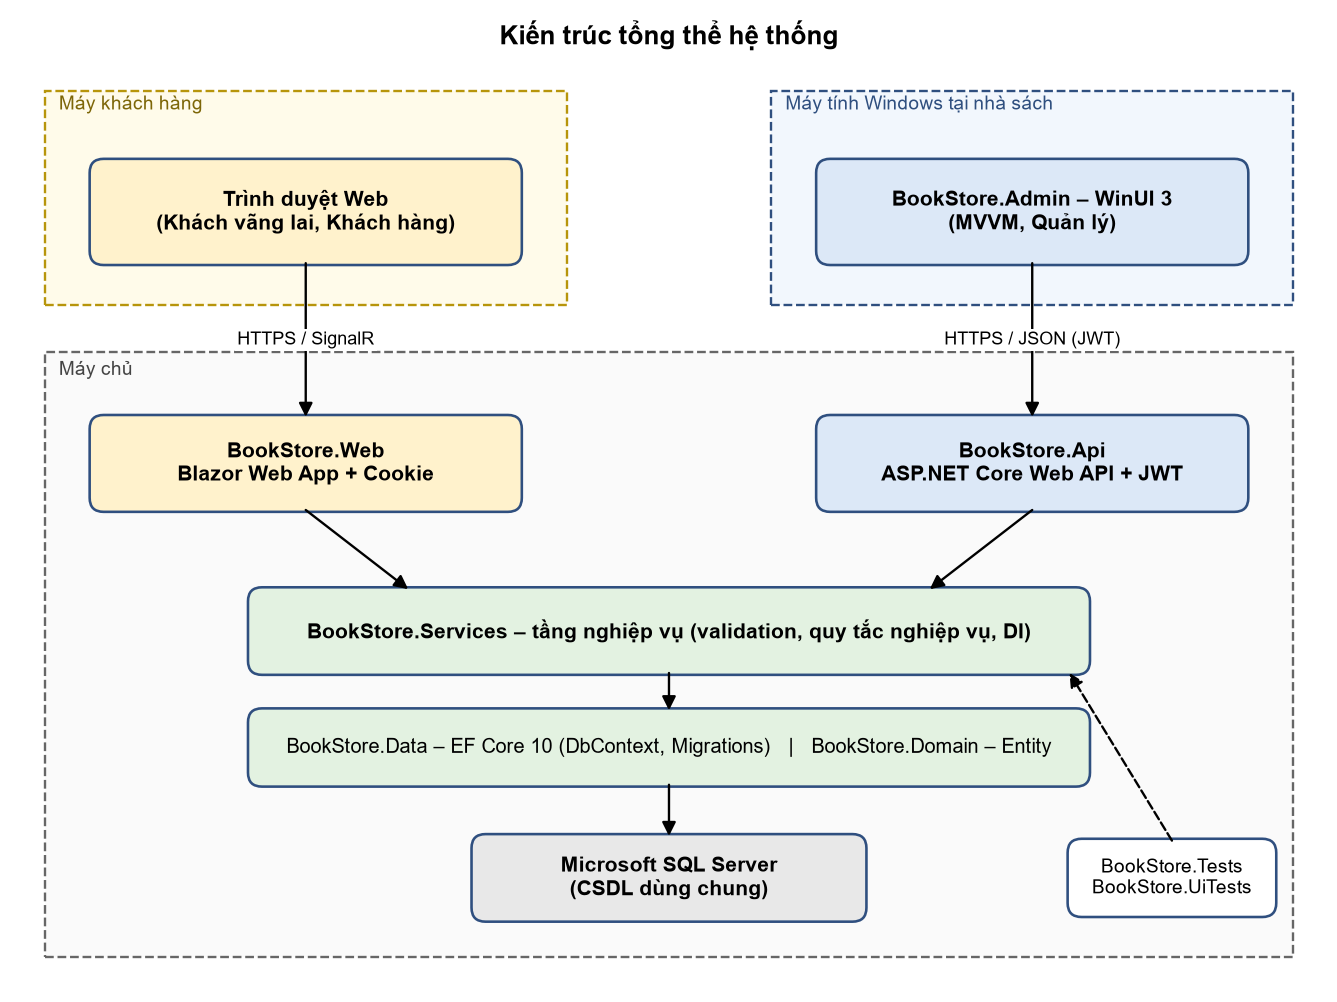 Kiến trúc tổng thể hệ thống
Máy khách hàng
Máy tính Windows tại nhà sách
Trình duyệt Web
(Khách vãng lai, Khách hàng)
BookStore.Admin – WinUI 3
(MVVM, Quản lý)
HTTPS / SignalR
HTTPS / JSON (JWT)
Máy chủ
BookStore.Web
Blazor Web App + Cookie
BookStore.Api
ASP.NET Core Web API + JWT
BookStore.Services – tầng nghiệp vụ (validation, quy tắc nghiệp vụ, DI)
BookStore.Data – EF Core 10 (DbContext, Migrations) | BookStore.Domain – Entity
Microsoft SQL Server
(CSDL dùng chung)
BookStore.Tests
BookStore.UiTests